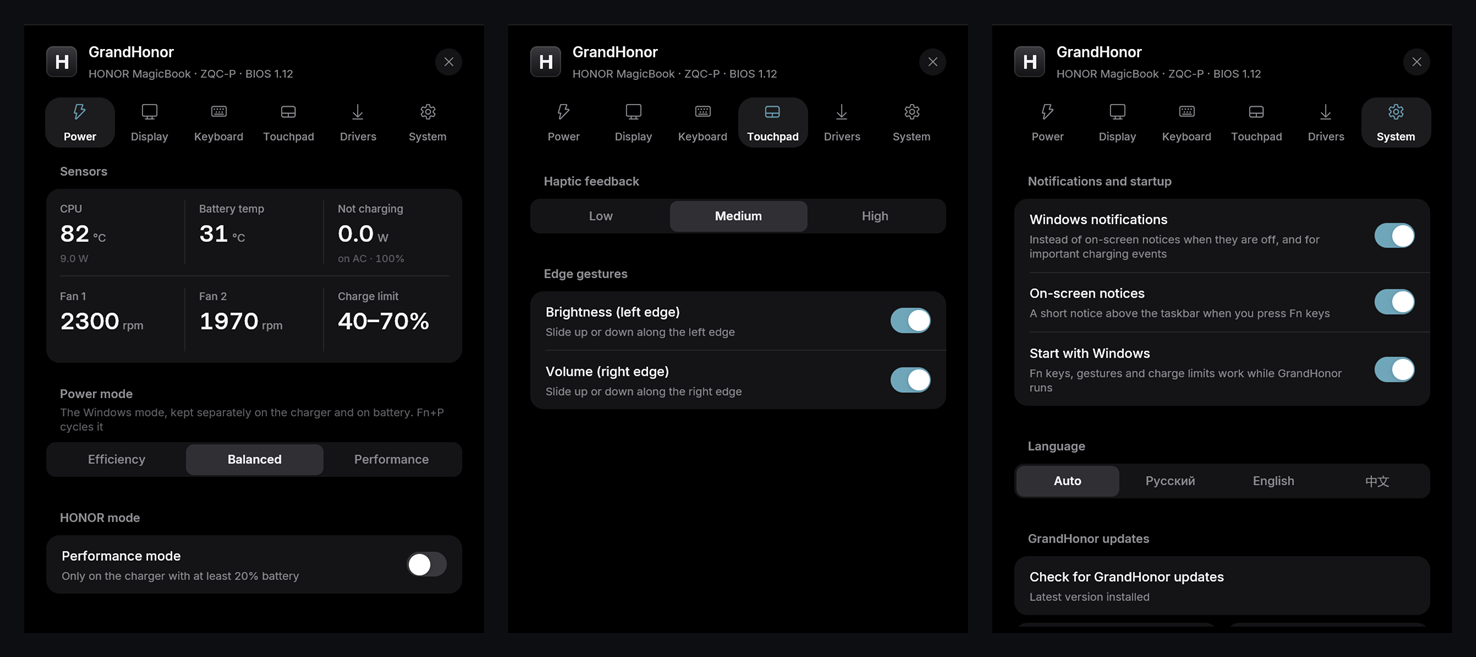 H
GrandHonor
HONOR MagicBook · ZQC-P · BIOS 1.12
Power
Display
Keyboard
Touchpad
Drivers
System
Sensors
CPU
82 °C
9.0 W
Battery temp
31 °C
Not charging
0.0 W
on AC · 100%
Fan 1
2300 rpm
Fan 2
1970 rpm
Charge limit
40–70%
Power mode
The Windows mode, kept separately on the charger and on battery. Fn+P
cycles it
Efficiency
Balanced
Performance
HONOR mode
Performance mode
Only on the charger with at least 20% battery
H
GrandHonor
HONOR MagicBook · ZQC-P · BIOS 1.12
Power
Display
Keyboard
Touchpad
Drivers
System
Haptic feedback
Low
Medium
High
Edge gestures
Brightness (left edge)
Slide up or down along the left edge
Volume (right edge)
Slide up or down along the right edge
H
GrandHonor
HONOR MagicBook · ZQC-P · BIOS 1.12
Power
Display
Keyboard
Touchpad
Drivers
System
Notifications and startup
Windows notifications
Instead of on-screen notices when they are off, and for
important charging events
On-screen notices
A short notice above the taskbar when you press Fn keys
Start with Windows
Fn keys, gestures and charge limits work while GrandHonor
runs
Language
Auto
Русский
English
中文
GrandHonor updates
Check for GrandHonor updates
Latest version installed